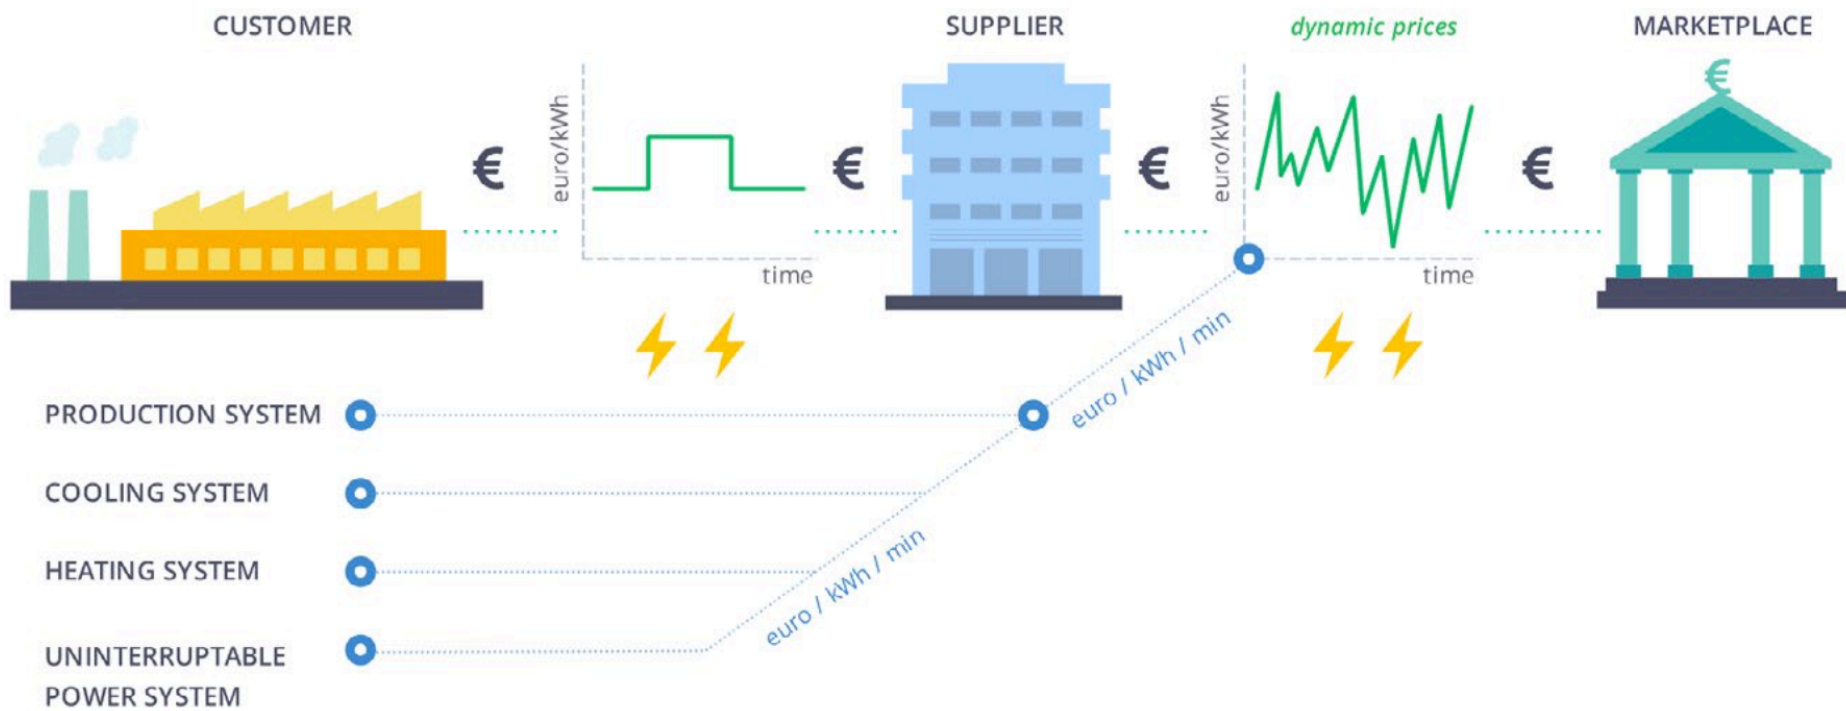 CUSTOMER
SUPPLIER
dynamic prices
MARKETPLACE
€
euro/kWh
€
€
euro/kWh
€
€
time
time
euro / kWh / min
PRODUCTION SYSTEM
COOLING SYSTEM
HEATING SYSTEM
euro / kWh / min
UNINTERRUPTABLE
POWER SYSTEM